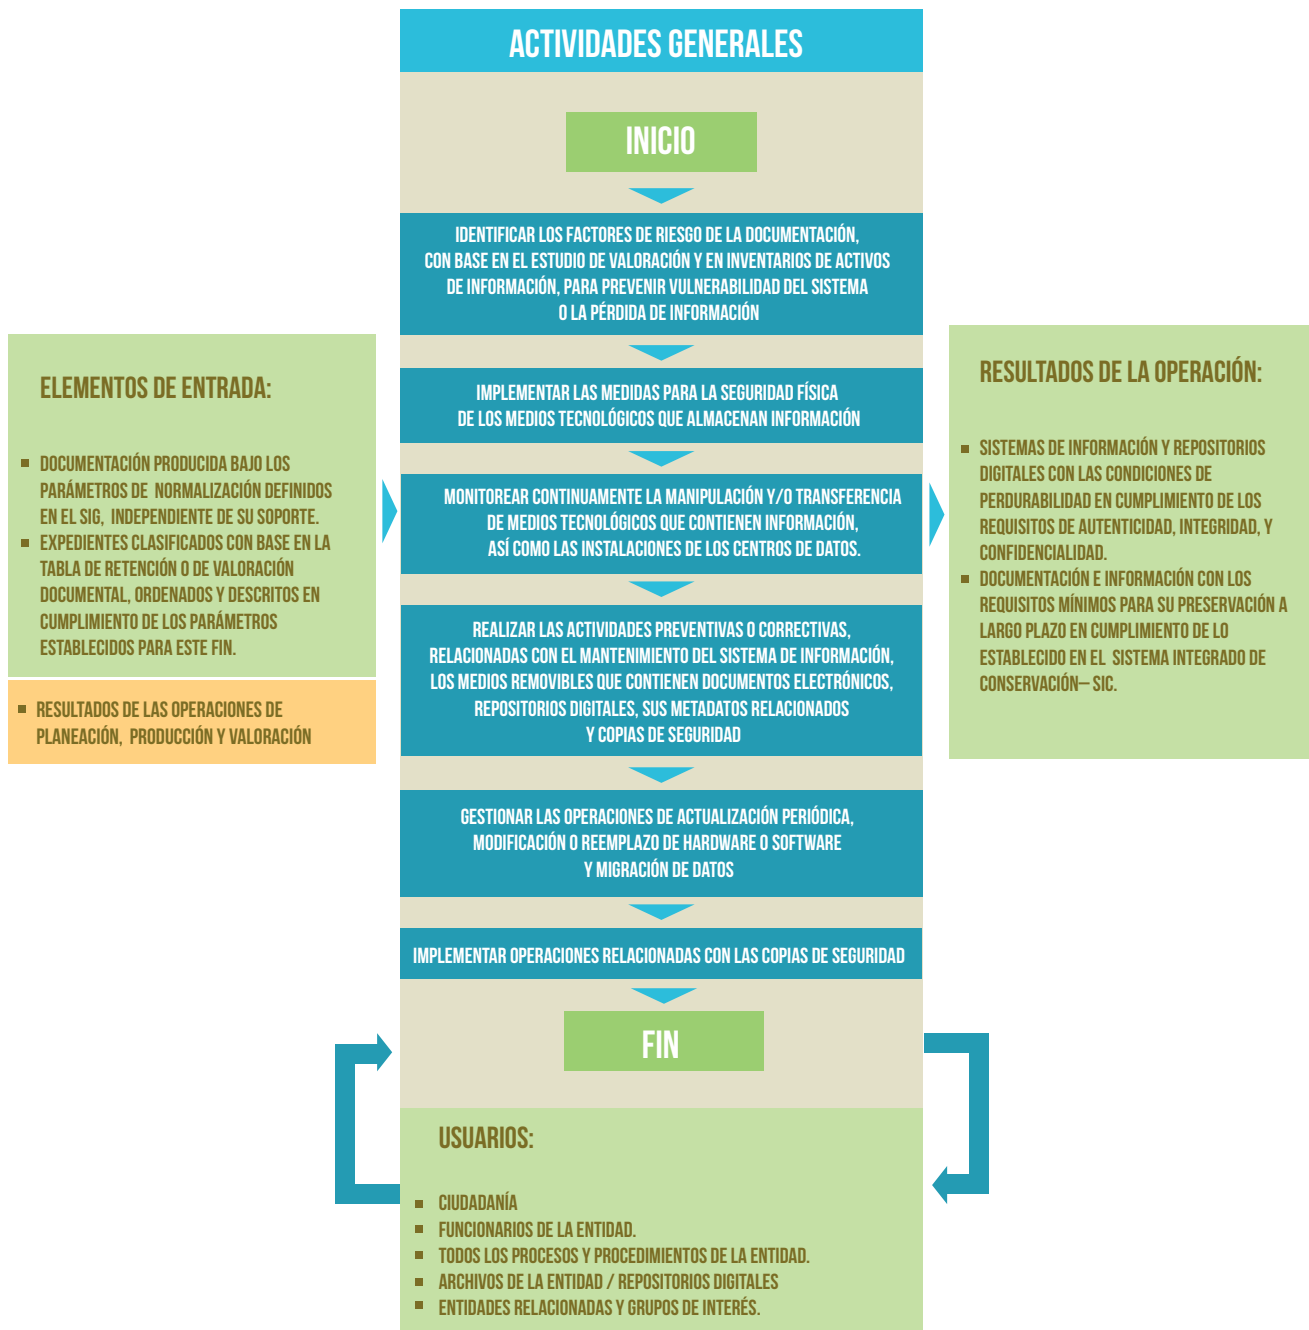 ACTIVIDADES GENERALES
INICIO
IDENTIFICAR LOS FACTORES DE RIESGO DE LA DOCUMENTACIÓN,
CON BASE EN EL ESTUDIO DE VALORACIÓN Y EN INVENTARIOS DE ACTIVOS
DE INFORMACIÓN, PARA PREVENIR VULNERABILIDAD DEL SISTEMA
O LA PÉRDIDA DE INFORMACIÓN
IMPLEMENTAR LAS MEDIDAS PARA LA SEGURIDAD FÍSICA
DE LOS MEDIOS TECNOLÓGICOS QUE ALMACENAN INFORMACIÓN
MONITOREAR CONTINUAMENTE LA MANIPULACIÓN Y/O TRANSFERENCIA
DE MEDIOS TECNOLÓGICOS QUE CONTIENEN INFORMACIÓN,
ASÍ COMO LAS INSTALACIONES DE LOS CENTROS DE DATOS.
REALIZAR LAS ACTIVIDADES PREVENTIVAS O CORRECTIVAS,
RELACIONADAS CON EL MANTENIMIENTO DEL SISTEMA DE INFORMACIÓN,
LOS MEDIOS REMOVIBLES QUE CONTIENEN DOCUMENTOS ELECTRÓNICOS,
REPOSITORIOS DIGITALES, SUS METADATOS RELACIONADOS
Y COPIAS DE SEGURIDAD
GESTIONAR LAS OPERACIONES DE ACTUALIZACIÓN PERIÓDICA,
MODIFICACIÓN O REEMPLAZO DE HARDWARE O SOFTWARE
Y MIGRACIÓN DE DATOS
IMPLEMENTAR OPERACIONES RELACIONADAS CON LAS COPIAS DE SEGURIDAD
FIN
ELEMENTOS DE ENTRADA:
▪ DOCUMENTACIÓN PRODUCIDA BAJO LOS
PARÁMETROS DE NORMALIZACIÓN DEFINIDOS
EN EL SIG, INDEPENDIENTE DE SU SOPORTE.
▪ EXPEDIENTES CLASIFICADOS CON BASE EN LA
TABLA DE RETENCIÓN O DE VALORACIÓN
DOCUMENTAL, ORDENADOS Y DESCRITOS EN
CUMPLIMIENTO DE LOS PARÁMETROS
ESTABLECIDOS PARA ESTE FIN.
▪ RESULTADOS DE LAS OPERACIONES DE
PLANEACIÓN, PRODUCCIÓN Y VALORACIÓN
RESULTADOS DE LA OPERACIÓN:
▪ SISTEMAS DE INFORMACIÓN Y REPOSITORIOS
DIGITALES CON LAS CONDICIONES DE
PERDURABILIDAD EN CUMPLIMIENTO DE LOS
REQUISITOS DE AUTENTICIDAD, INTEGRIDAD, Y
CONFIDENCIALIDAD.
▪ DOCUMENTACIÓN E INFORMACIÓN CON LOS
REQUISITOS MÍNIMOS PARA SU PRESERVACIÓN A
LARGO PLAZO EN CUMPLIMIENTO DE LO
ESTABLECIDO EN EL SISTEMA INTEGRADO DE
CONSERVACIÓN– SIC.
USUARIOS:
▪ CIUDADANÍA
▪ FUNCIONARIOS DE LA ENTIDAD.
▪ TODOS LOS PROCESOS Y PROCEDIMIENTOS DE LA ENTIDAD.
▪ ARCHIVOS DE LA ENTIDAD / REPOSITORIOS DIGITALES
▪ ENTIDADES RELACIONADAS Y GRUPOS DE INTERÉS.